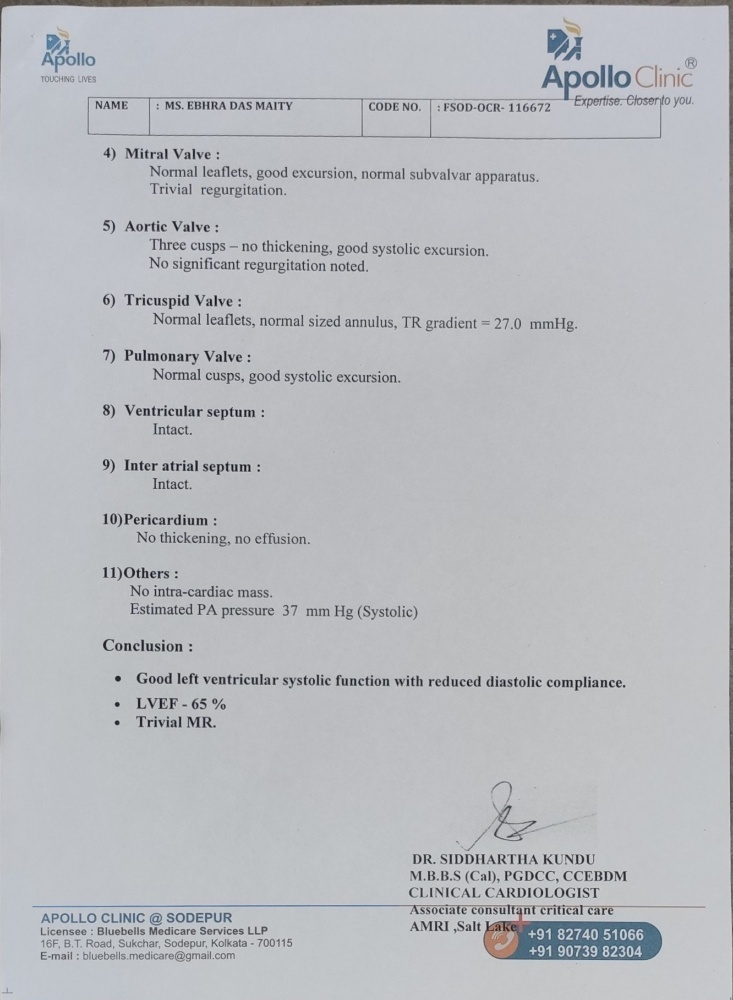 Apollo
TOUCHING LIVES
Apollo Clinic®
Expertise. Closer to you.
NAME : MS. EBHRA DAS MAITY CODE NO. : FSOD-OCR- 116672
4) Mitral Valve :
Normal leaflets, good excursion, normal subvalvar apparatus.
Trivial regurgitation.
5) Aortic Valve :
Three cusps – no thickening, good systolic excursion.
No significant regurgitation noted.
6) Tricuspid Valve :
Normal leaflets, normal sized annulus, TR gradient = 27.0 mmHg.
7) Pulmonary Valve :
Normal cusps, good systolic excursion.
8) Ventricular septum :
Intact.
9) Inter atrial septum :
Intact.
10)Pericardium :
No thickening, no effusion.
11)Others :
No intra-cardiac mass.
Estimated PA pressure 37 mm Hg (Systolic)
Conclusion :
• Good left ventricular systolic function with reduced diastolic compliance.
• LVEF - 65 %
• Trivial MR.
DR. SIDDHARTHA KUNDU
M.B.B.S (Cal), PGDCC, CCEBDM
CLINICAL CARDIOLOGIST
Associate consultant critical care
AMRI ,Salt Lake
APOLLO CLINIC @ SODEPUR
Licensee : Bluebells Medicare Services LLP
16F, B.T. Road, Sukchar, Sodepur, Kolkata - 700115
E-mail : bluebells.medicare@gmail.com
+91 82740 51066
+91 90739 82304